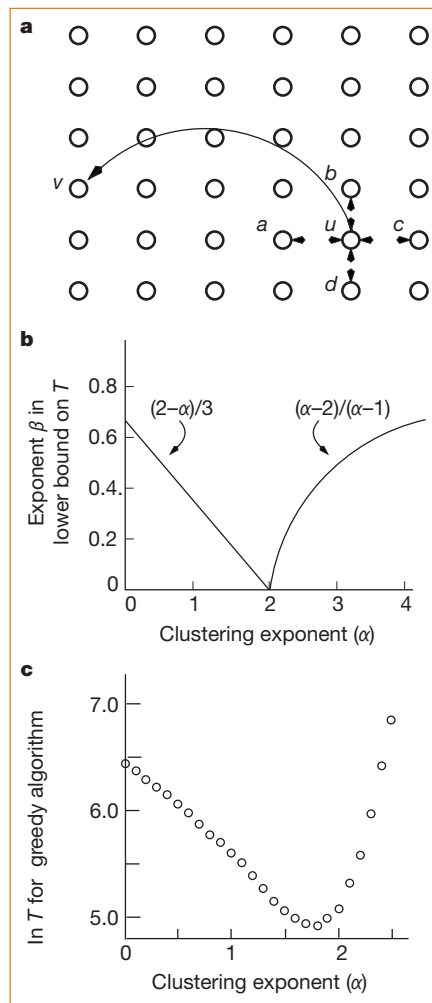 a
v
b
a
u
c
d
b
Exponent β in
lower bound on T
0.8
0.6
0.4
0.2
0
(2–α)/3
(α–2)/(α–1)
0
1
2
3
4
Clustering exponent (α)
c
ln T for greedy algorithm
7.0
6.0
5.0
0
1
2
Clustering exponent (α)